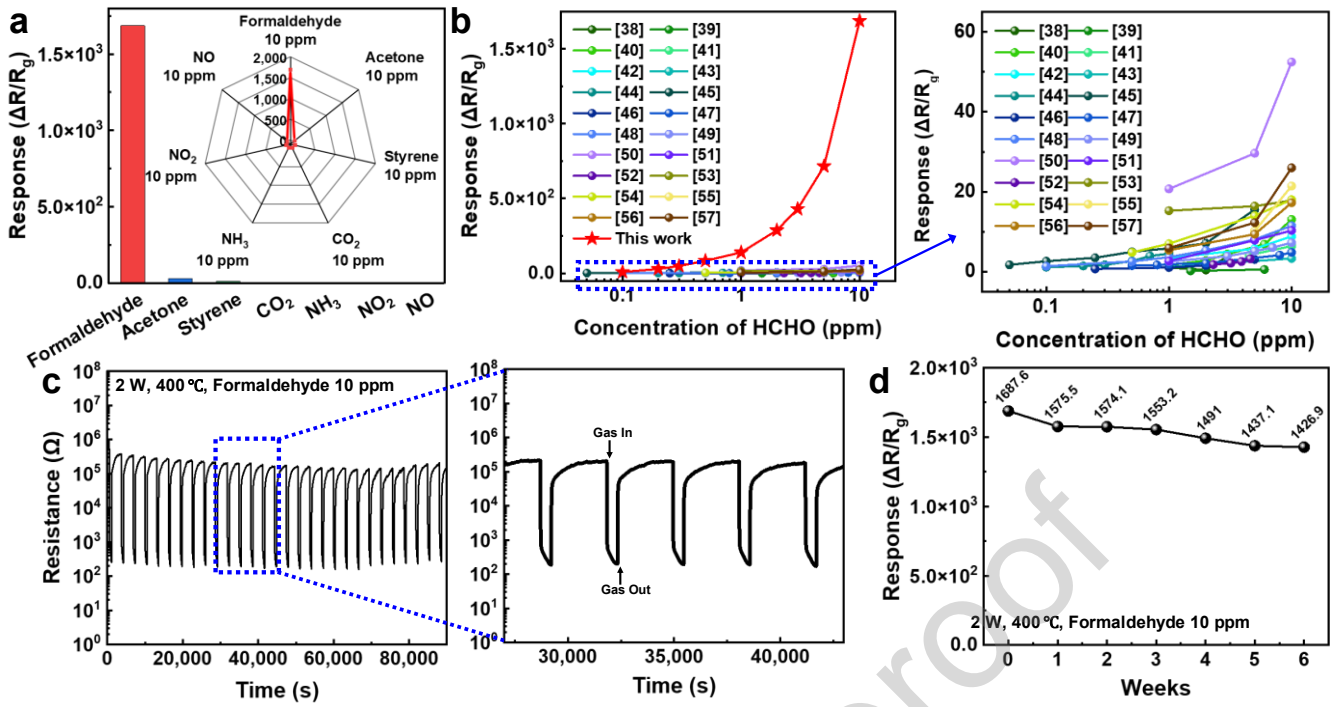 a
Response (ΔR/Rg)
1.5×10³
1.0×10³
5.0×10²
0.0
Formaldehyde
Acetone
Styrene
CO₂
NH₃
NO₂
NO
Formaldehyde
10 ppm
Acetone
10 ppm
Styrene
10 ppm
CO₂
10 ppm
NH₃
10 ppm
NO₂
10 ppm
NO
10 ppm
2,000
1,500
1,000
500
0
b
Response (ΔR/Rg)
1.5×10³
1.0×10³
5.0×10²
0.0
[38] [39]
[40] [41]
[42] [43]
[44] [45]
[46] [47]
[48] [49]
[50] [51]
[52] [53]
[54] [55]
[56] [57]
This work
0.1 1 10
Concentration of HCHO (ppm)
Response (ΔR/Rg)
60
40
20
0
[38] [39]
[40] [41]
[42] [43]
[44] [45]
[46] [47]
[48] [49]
[50] [51]
[52] [53]
[54] [55]
[56] [57]
0.1 1 10
Concentration of HCHO (ppm)
c
2 W, 400℃, Formaldehyde 10 ppm
Resistance (Ω)
10⁸
10⁷
10⁶
10⁵
10⁴
10³
10²
10¹
10⁰
0 20,000 40,000 60,000 80,000
Time (s)
10⁸
10⁷
10⁶
10⁵
10⁴
10³
10²
10¹
10⁰
Gas In
Gas Out
30,000 35,000 40,000
Time (s)
d
Response (ΔR/Rg)
2.0×10³
1.5×10³
1.0×10³
5.0×10²
0.0
1687.6
1575.5
1574.1
1553.2
1491
1437.1
1426.9
2 W, 400℃, Formaldehyde 10 ppm
0 1 2 3 4 5 6
Weeks
proof